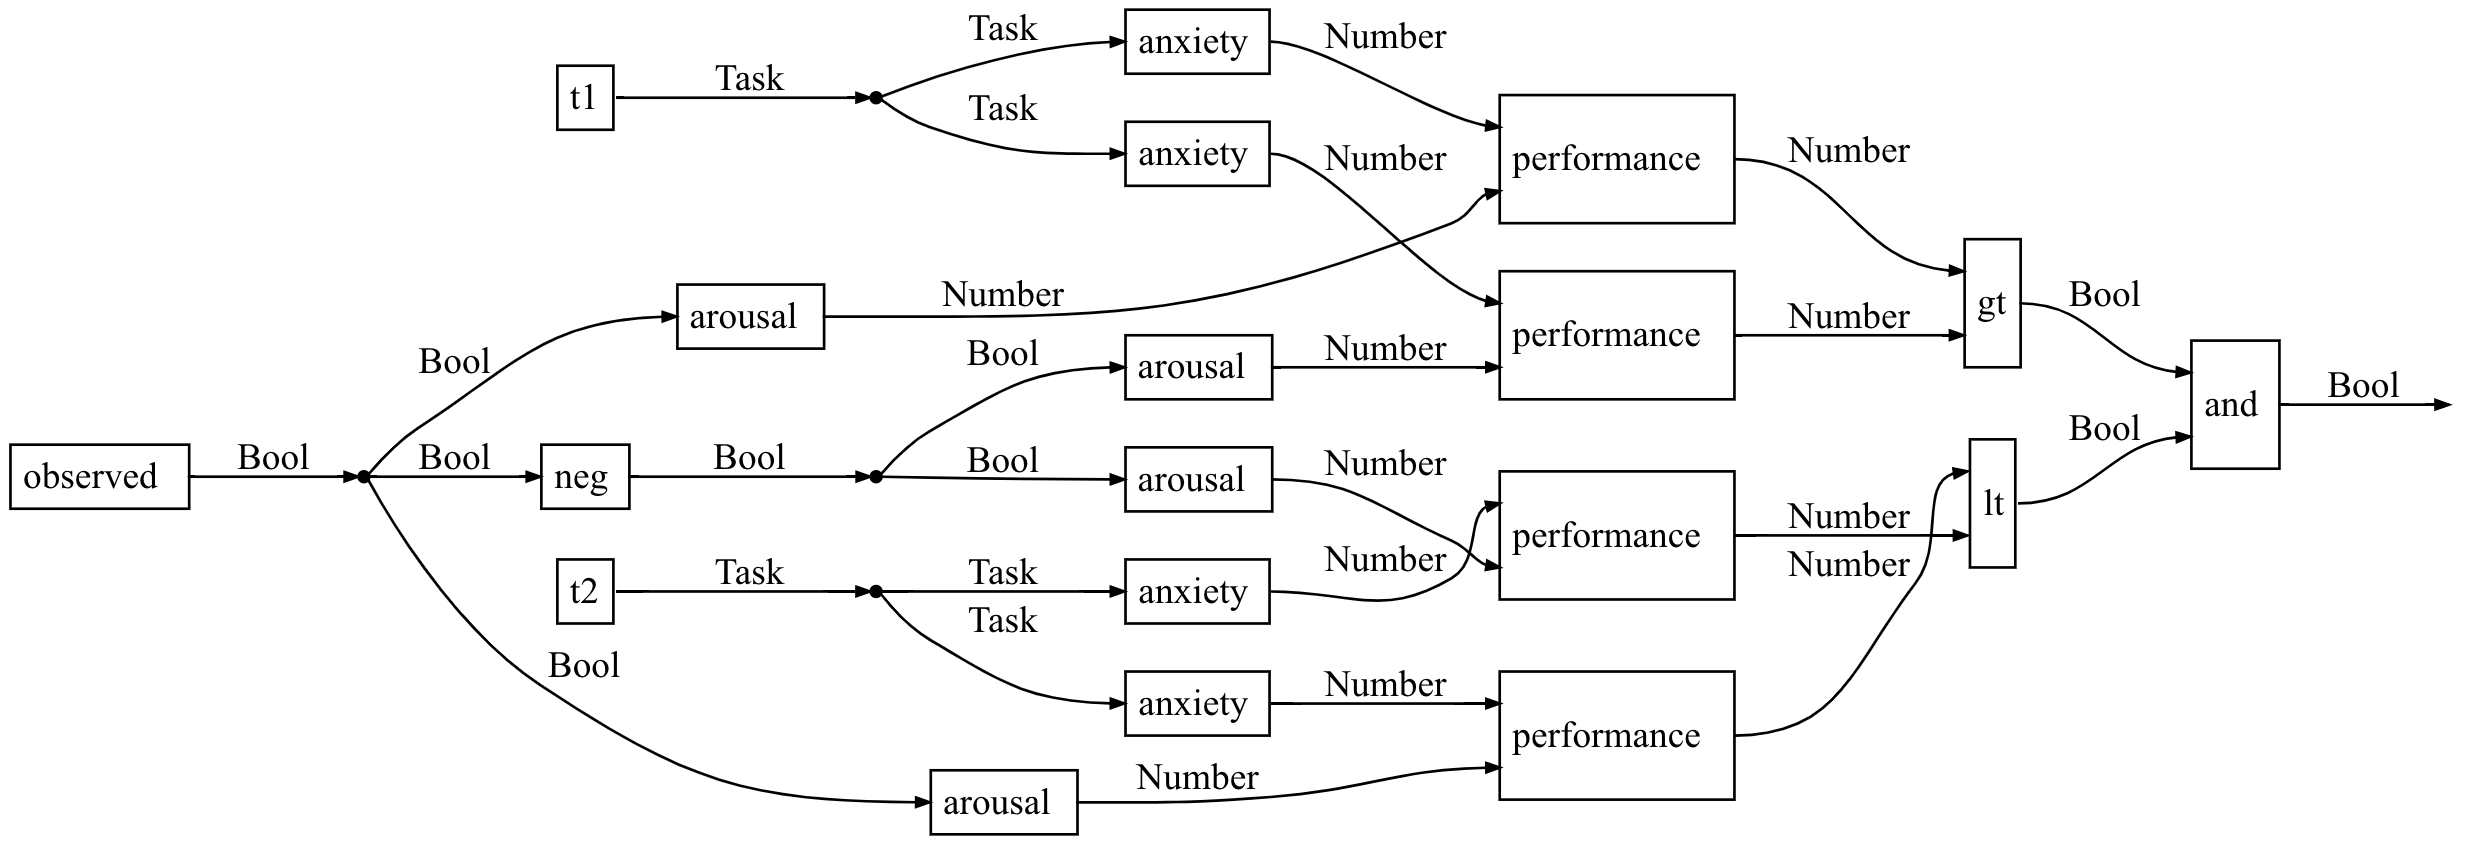 Task
anxiety
Number
t1
Task
Task
anxiety
Number
performance
Number
arousal
Number
Bool
Bool
arousal
Number
performance
Number
gt
Bool
observed
Bool
Bool
neg
Bool
Bool
arousal
Number
and
Bool
t2
Task
Task
anxiety
Number
performance
Number
lt
Bool
Task
Number
Bool
anxiety
Number
performance
arousal
Number